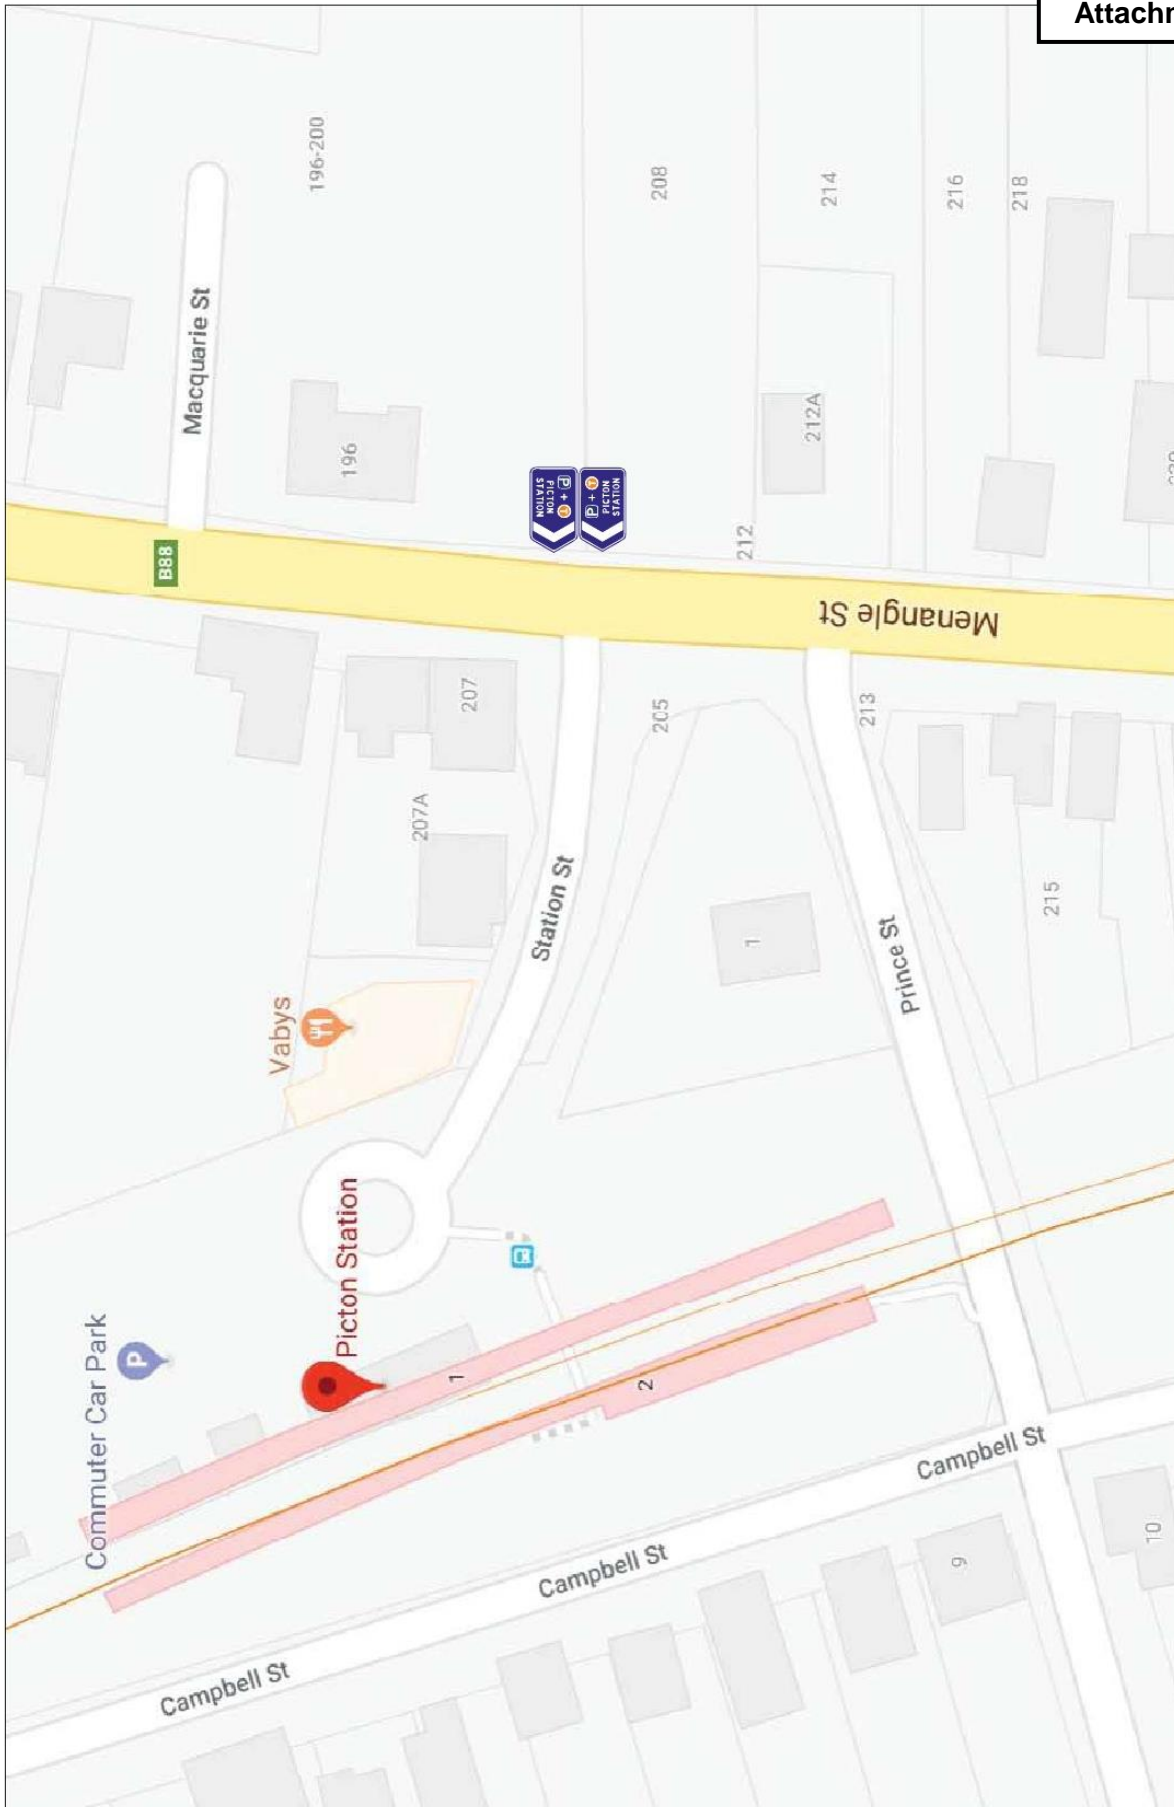 196-200
Macquarie St
196
208
214
216
218
212A
212
B88
P + T
PICTON
STATION
P + T
PICTON
STATION
Menangle St
207
205
213
207A
Station St
1
215
Prince St
Vabys
Picton Station
P
Commuter Car Park
1
2
Campbell St
Campbell St
Campbell St
9
10